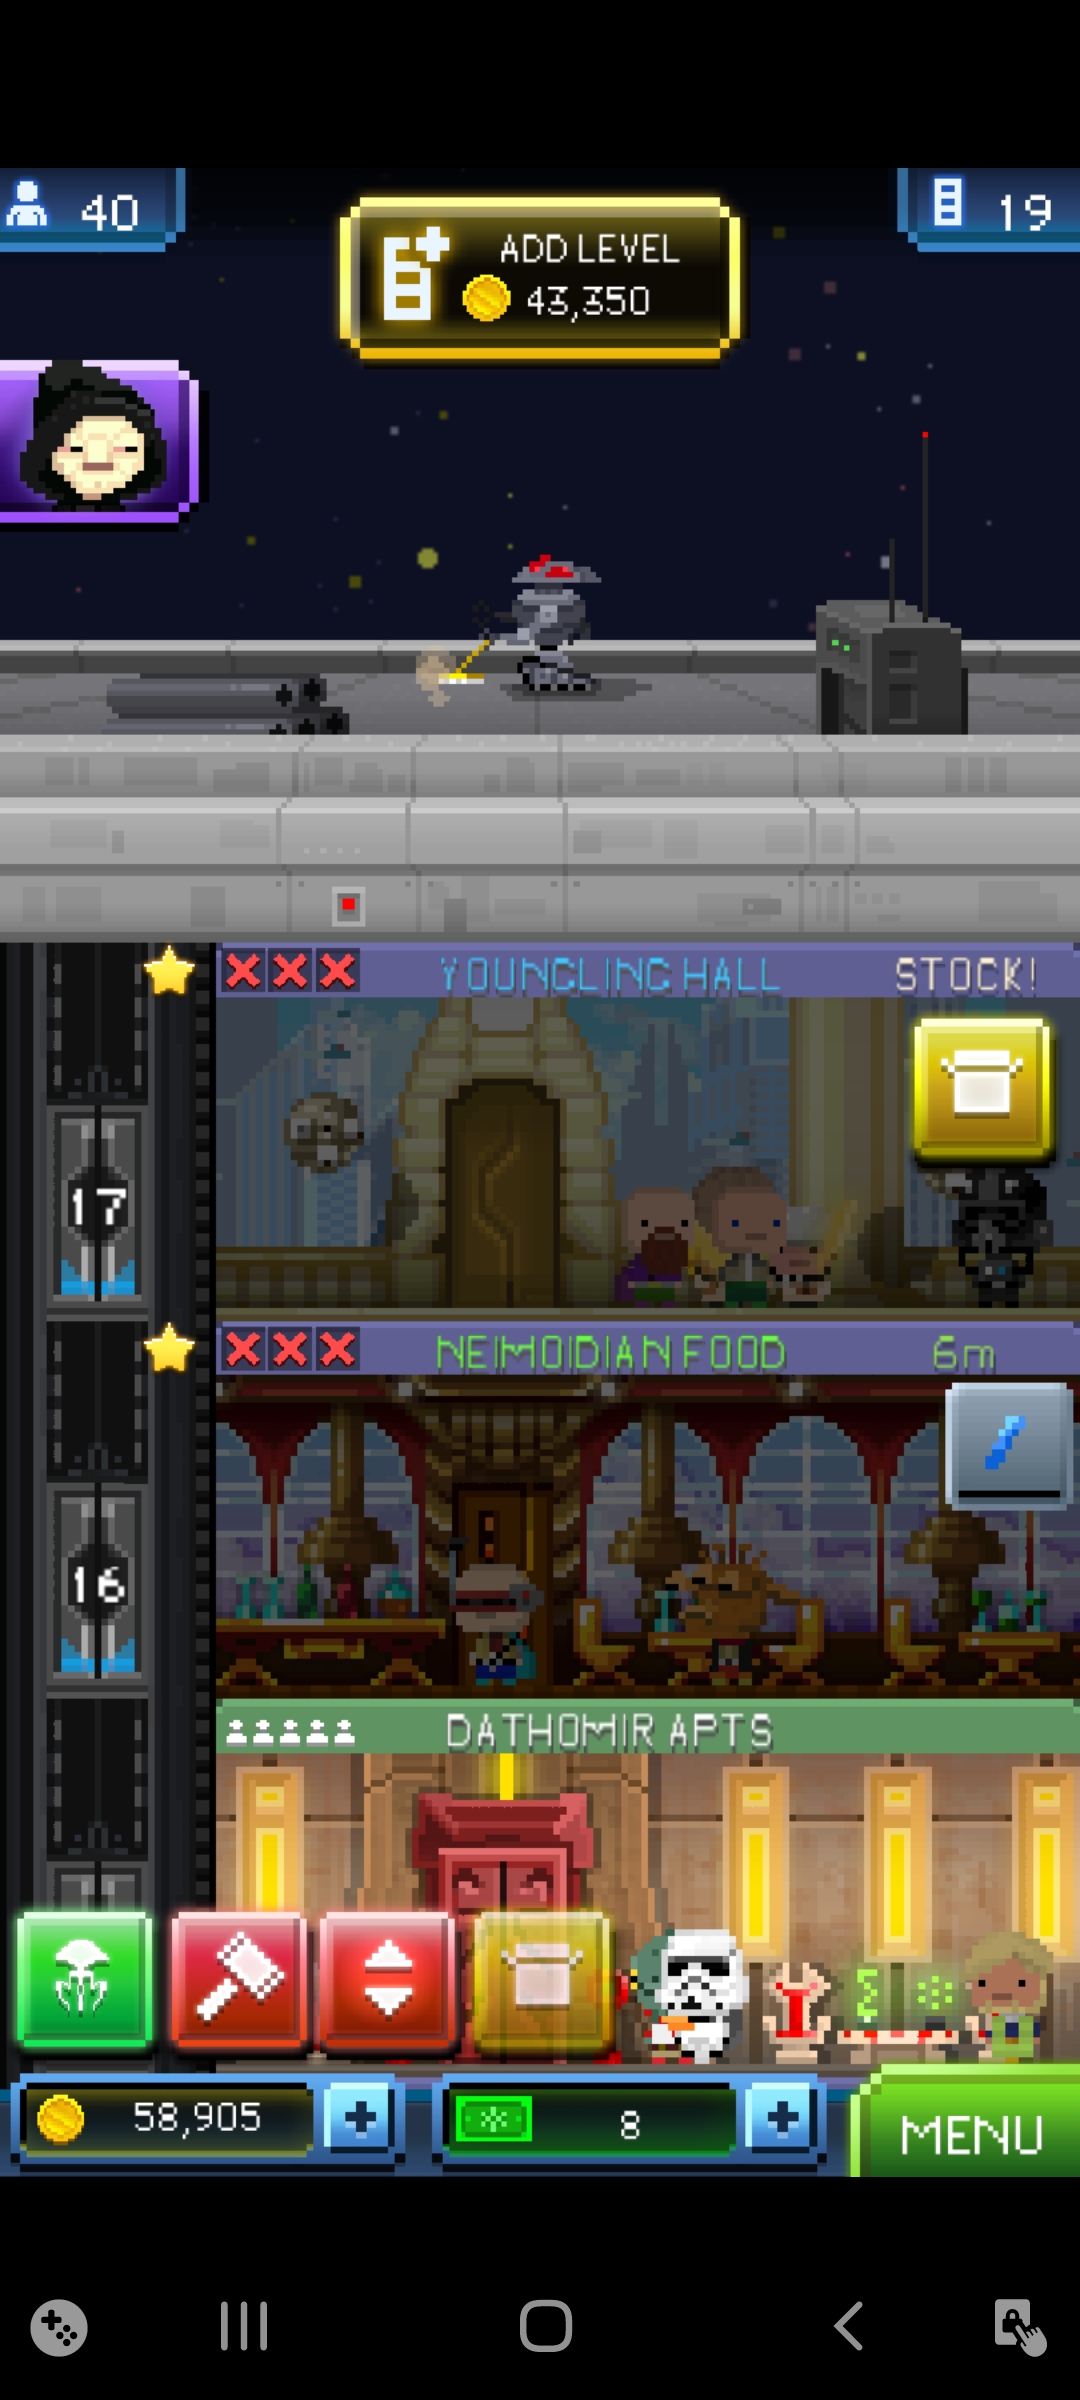 40
ADD LEVEL
43,350
19
YOUNGLING HALL
STOCK!
17
NEIMOIDIAN FOOD
6m
16
DATHOMIR APTS
58,905
8
MENU